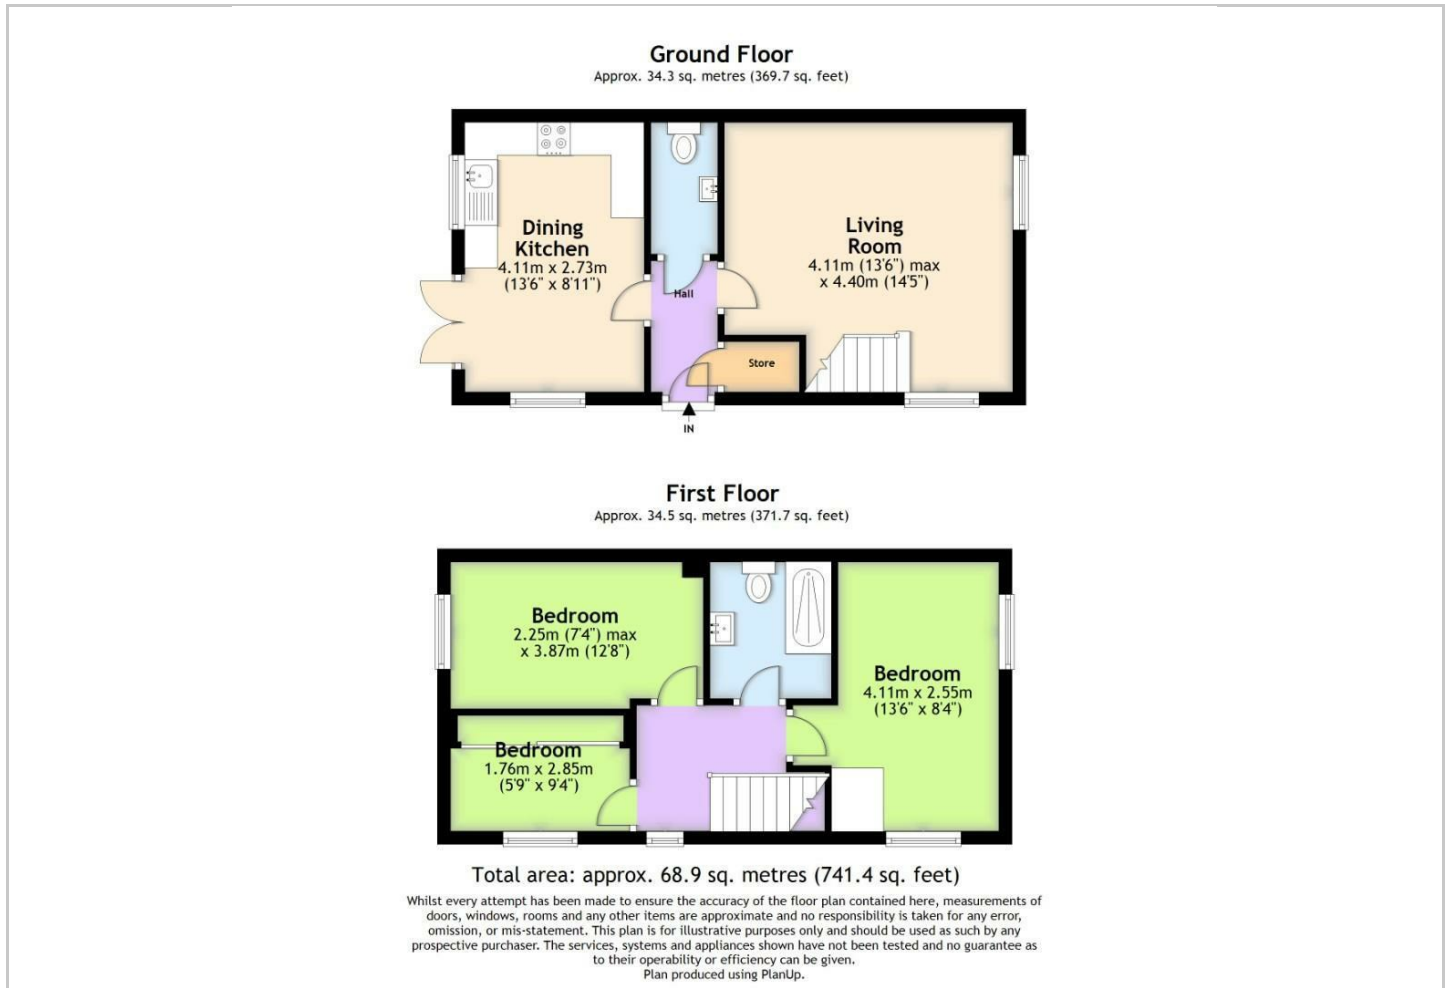 Ground Floor
Approx. 34.3 sq. metres (369.7 sq. feet)
Dining
Kitchen
4.11m x 2.73m
(13'6" x 8'11")
Hall
Living
Room
4.11m (13'6") max
x 4.40m (14'5")
Store
IN
First Floor
Approx. 34.5 sq. metres (371.7 sq. feet)
Bedroom
2.25m (7'4") max
x 3.87m (12'8")
Bedroom
4.11m x 2.55m
(13'6" x 8'4")
Bedroom
1.76m x 2.85m
(5'9" x 9'4")
Total area: approx. 68.9 sq. metres (741.4 sq. feet)
Whilst every attempt has been made to ensure the accuracy of the floor plan contained here, measurements of
doors, windows, rooms and any other items are approximate and no responsibility is taken for any error,
omission, or mis-statement. This plan is for illustrative purposes only and should be used as such by any
prospective purchaser. The services, systems and appliances shown have not been tested and no guarantee as
to their operability or efficiency can be given.
Plan produced using PlanUp.